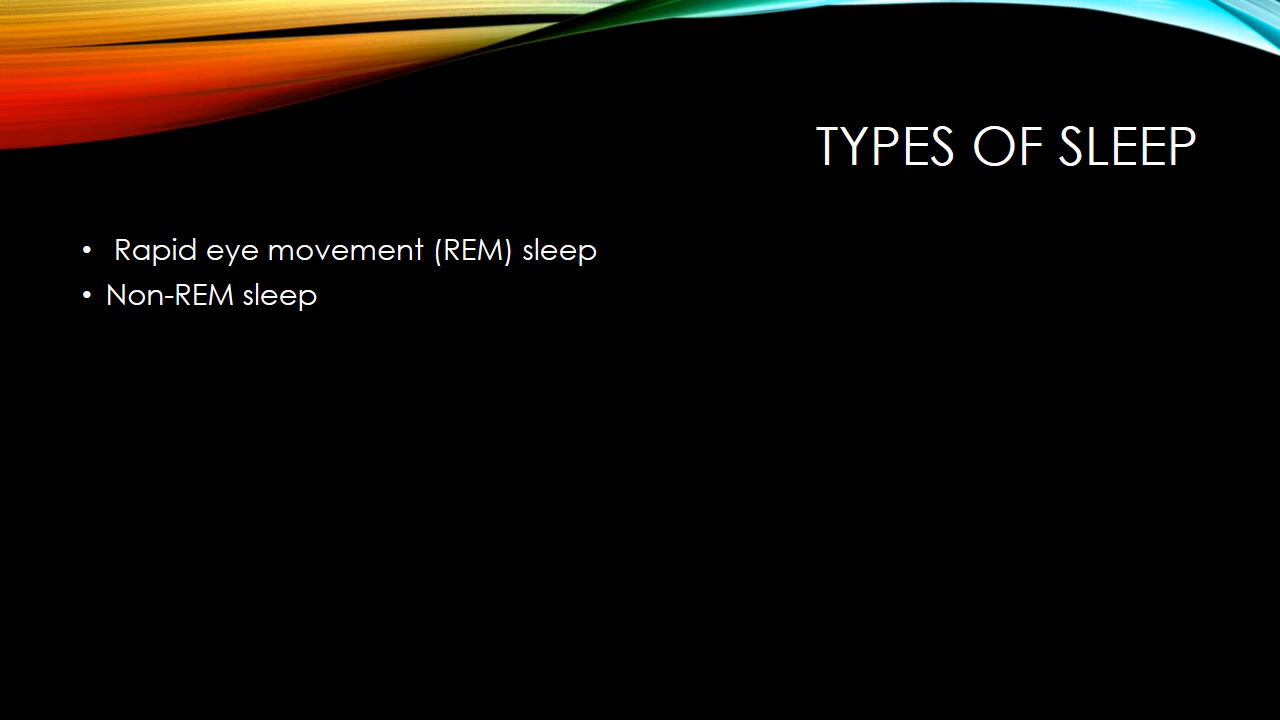 TYPES OF SLEEP
• Rapid eye movement (REM) sleep
• Non-REM sleep